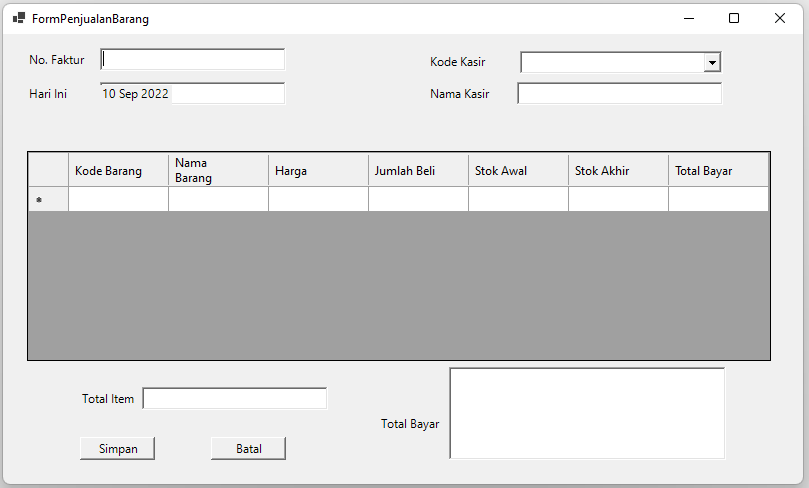 FormPenjualanBarang
No. Faktur
Kode Kasir
Hari Ini 10 Sep 2022
Nama Kasir
Kode Barang Nama Barang Harga Jumlah Beli Stok Awal Stok Akhir Total Bayar
*
Total Item
Total Bayar
Simpan Batal